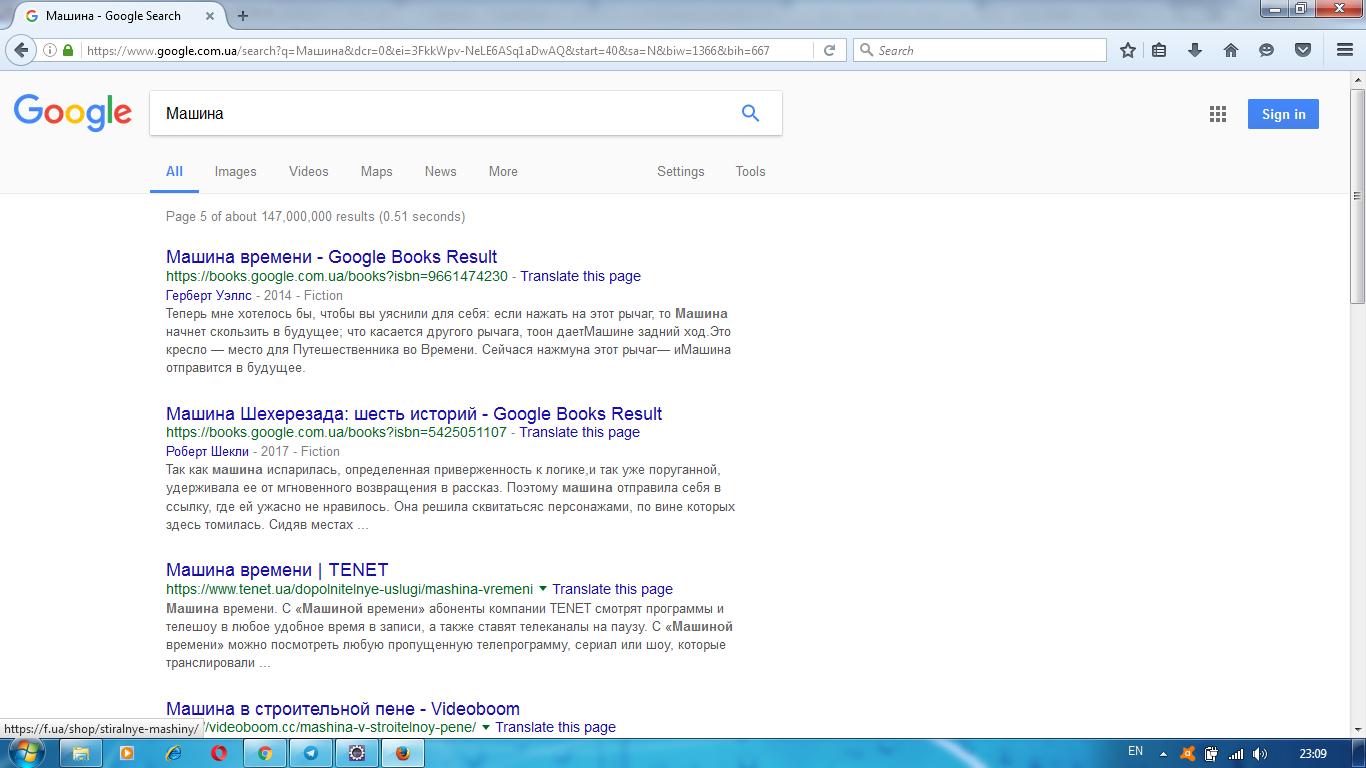 Машина - Google Search
https://www.google.com.ua/search?q=Машина&dcr=0&ei=3FkkWpv-NeLE6ASq1aDwAQ&start=40&sa=N&biw=1366&bih=667
Search
Google
Машина
Sign in
All Images Videos Maps News More Settings Tools
Page 5 of about 147,000,000 results (0.51 seconds)
Машина времени - Google Books Result
https://books.google.com.ua/books?isbn=9661474230 - Translate this page
Герберт Уэллс - 2014 - Fiction
Теперь мне хотелось бы, чтобы вы уяснили для себя: если нажать на этот рычаг, то Машина
начнет скользить в будущее; что касается другого рычага, тоон даетМашине задний ход.Это
кресло — место для Путешественника во Времени. Сейчася нажмуна этот рычаг— иМашина
отправится в будущее.
Машина Шехерезада: шесть историй - Google Books Result
https://books.google.com.ua/books?isbn=5425051107 - Translate this page
Роберт Шекли - 2017 - Fiction
Так как машина испарилась, определенная приверженность к логике,и так уже поруганной,
удерживала ее от мгновенного возвращения в рассказ. Поэтому машина отправила себя в
ссылку, где ей ужасно не нравилось. Она решила сквитатьсяс персонажами, по вине которых
здесь томилась. Сидяв местах ...
Машина времени | TENET
https://www.tenet.ua/dopolnitelnye-uslugi/mashina-vremeni Translate this page
Машина времени. С «Машиной времени» абоненты компании TENET смотрят программы и
телешоу в любое удобное время в записи, а также ставят телеканалы на паузу. С «Машиной
времени» можно посмотреть любую пропущенную телепрограмму, сериал или шоу, которые
транслировали ...
Машина в строительной пене - Videoboom
//videoboom.cc/mashina-v-stroitelnoy-pene/ Translate this page
https://f.ua/shop/stiralnye-mashiny/
EN 23:09